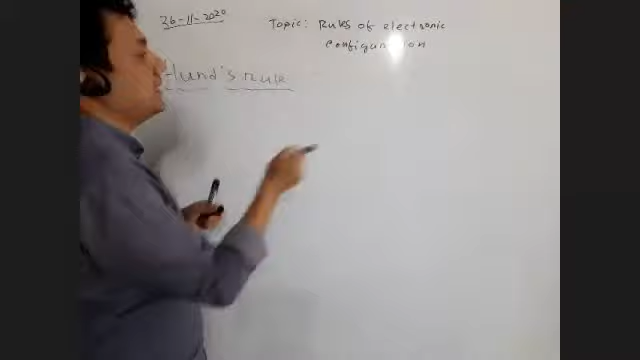 26-11-2020
Topic: Rules of electronic
configuration
Hund's rule